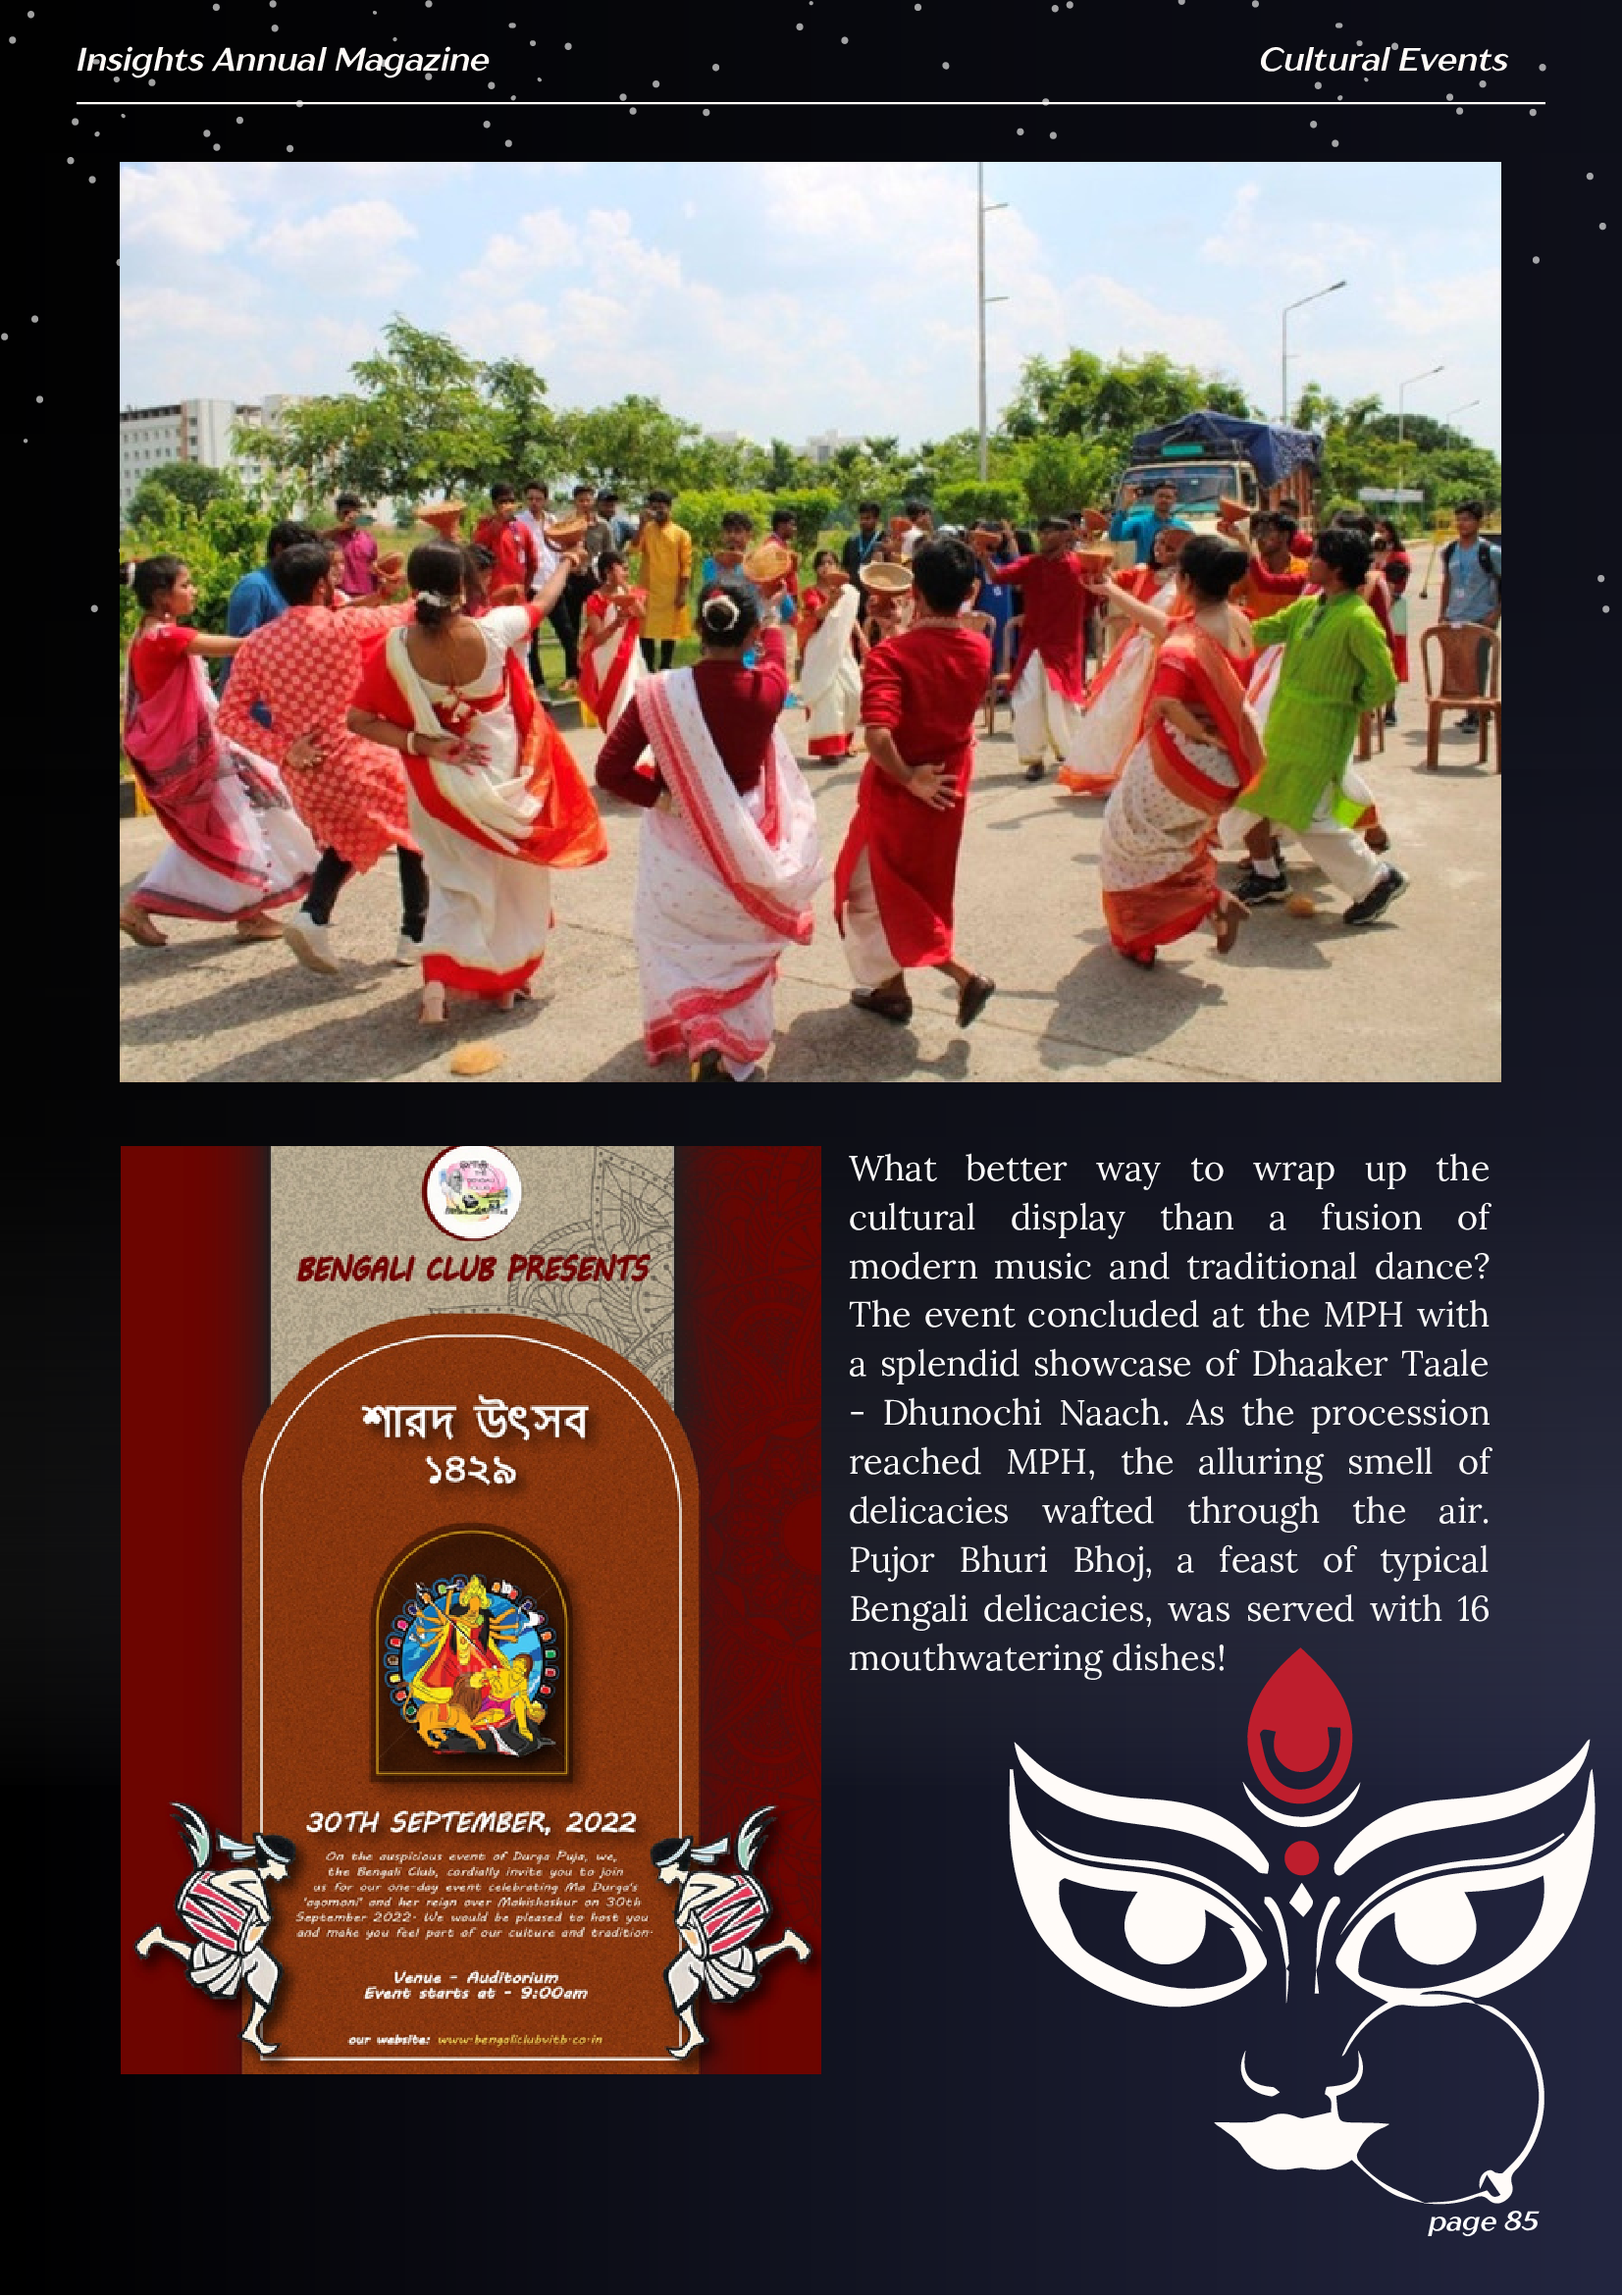 Insights Annual Magazine
Cultural Events
BENGALI CLUB PRESENTS
শারদ উৎসব
১৪২৯
30TH SEPTEMBER, 2022
On the auspicious event of Durga Puja, we,
the Bengali Club, cordially invite you to join
us for our one-day event celebrating Ma Durga's
'agomoni' and her reign over Mahishashur on 30th
September 2022. We would be pleased to host you
and make you feel part of our culture and tradition.
Venue - Auditorium
Event starts at - 9:00am
our website: www.bengaliclubvitb.co.in
What better way to wrap up the
cultural display than a fusion of
modern music and traditional dance?
The event concluded at the MPH with
a splendid showcase of Dhaaker Taale
- Dhunochi Naach. As the procession
reached MPH, the alluring smell of
delicacies wafted through the air.
Pujor Bhuri Bhoj, a feast of typical
Bengali delicacies, was served with 16
mouthwatering dishes!
page 85